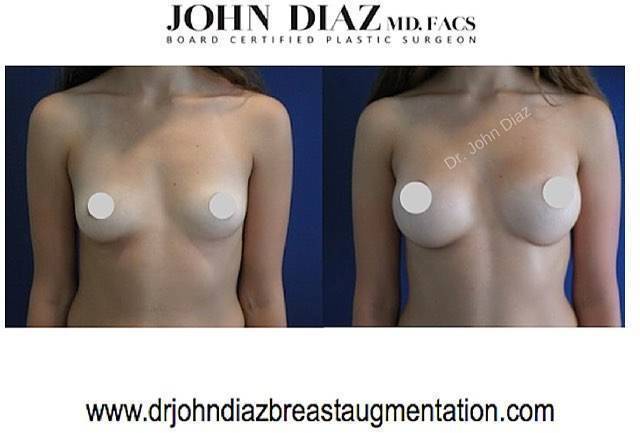 JOHN DIAZ MD. FACS
BOARD CERTIFIED PLASTIC SURGEON
Dr. John Diaz
www.drjohndiazbreastaugmentation.com